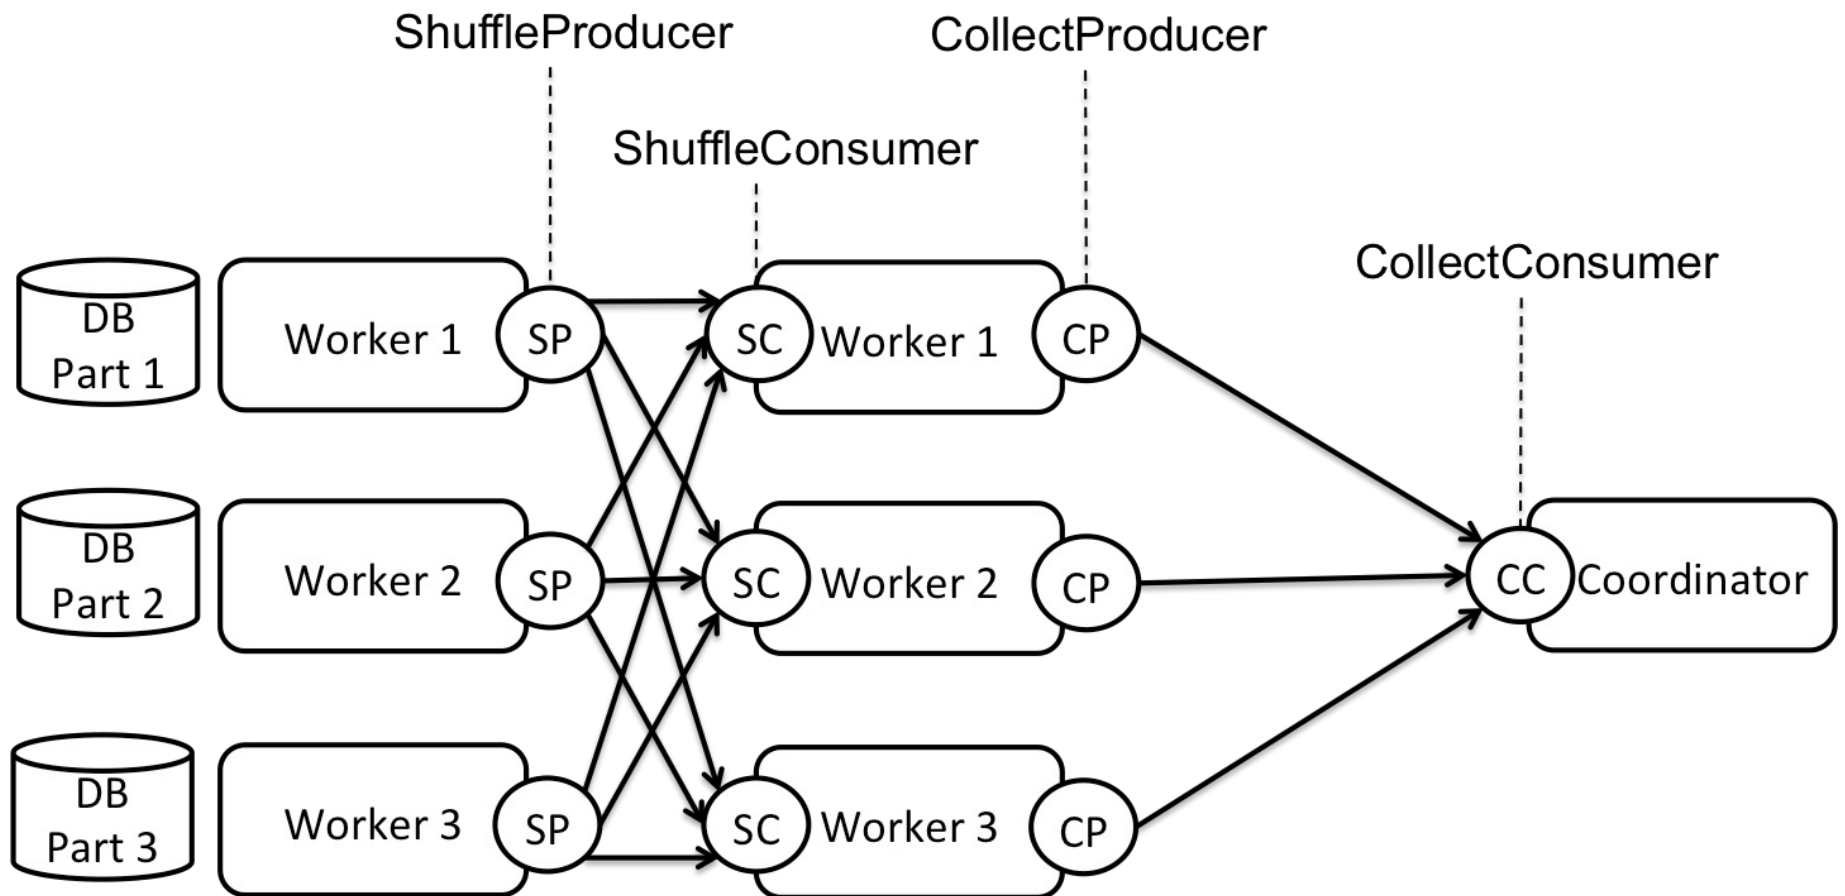 ShuffleProducer
CollectProducer
ShuffleConsumer
CollectConsumer
DB
Part 1
Worker 1
SP
SC
Worker 1
CP
DB
Part 2
Worker 2
SP
SC
Worker 2
CP
CC
Coordinator
DB
Part 3
Worker 3
SP
SC
Worker 3
CP